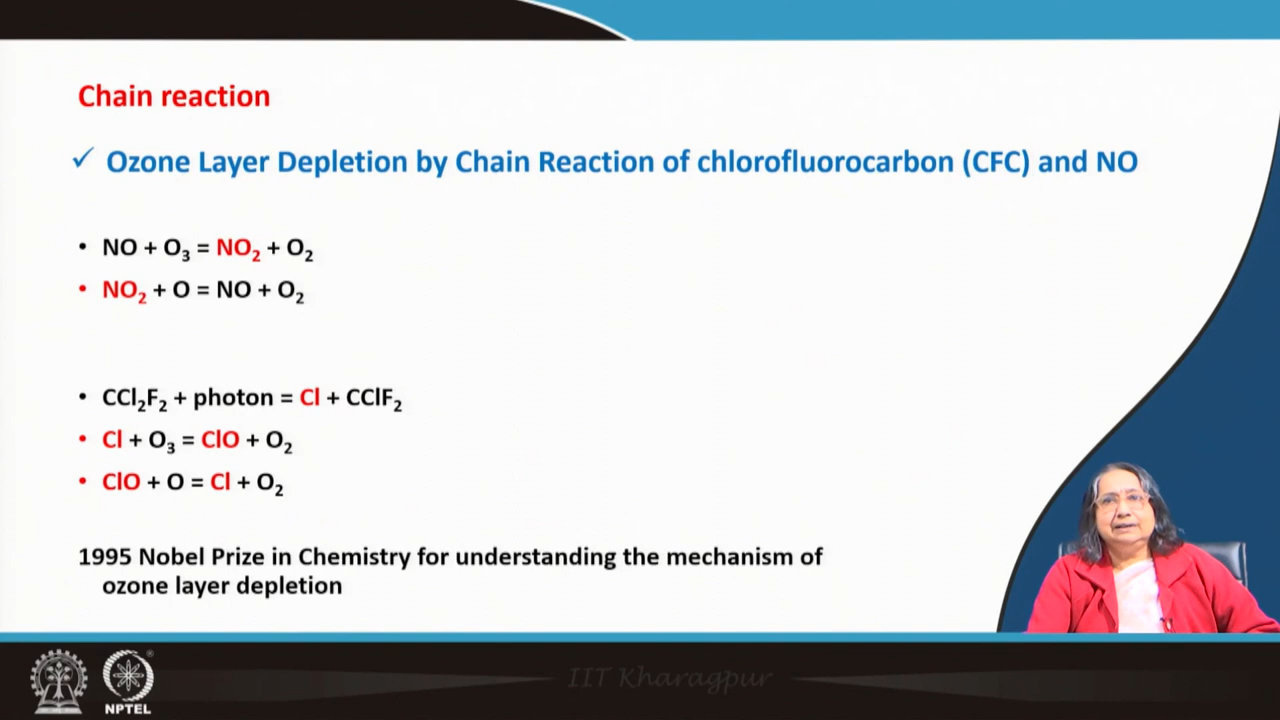 Chain reaction
✓ Ozone Layer Depletion by Chain Reaction of chlorofluorocarbon (CFC) and NO
• NO + O₃ = NO₂ + O₂
• NO₂ + O = NO + O₂
• CCl₂F₂ + photon = Cl + CClF₂
• Cl + O₃ = ClO + O₂
• ClO + O = Cl + O₂
1995 Nobel Prize in Chemistry for understanding the mechanism of
ozone layer depletion
IIT Kharagpur
NPTEL